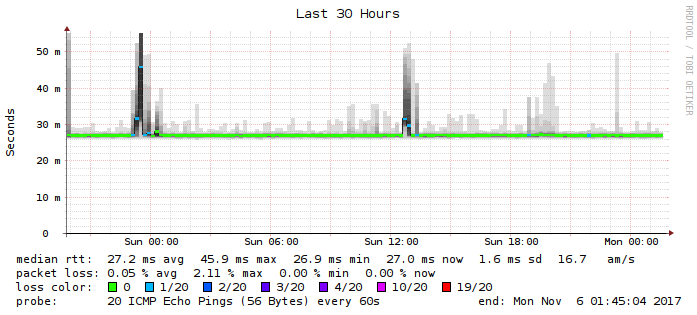 Last 30 Hours
RRDTOOL / TOBI OETIKER
Seconds
50 m
40 m
30 m
20 m
10 m
0
Sun 00:00 Sun 06:00 Sun 12:00 Sun 18:00 Mon 00:00
median rtt: 27.2 ms avg 45.9 ms max 26.9 ms min 27.0 ms now 1.6 ms sd 16.7 am/s
packet loss: 0.05 % avg 2.11 % max 0.00 % min 0.00 % now
loss color: 0 1/20 2/20 3/20 4/20 10/20 19/20
probe: 20 ICMP Echo Pings (56 Bytes) every 60s end: Mon Nov 6 01:45:04 2017